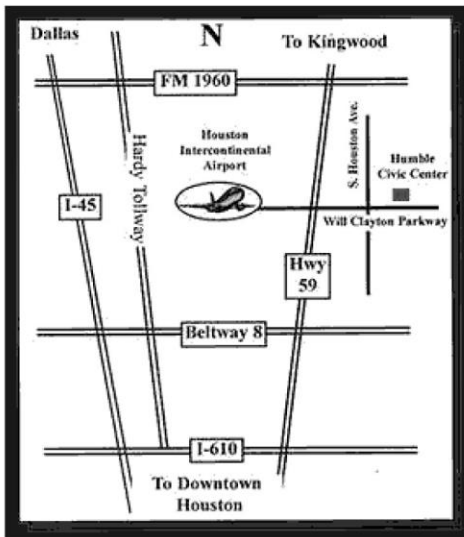 Dallas
N
To Kingwood
FM 1960
Hardy Tollway
Houston
Intercontinental
Airport
S. Houston Ave.
Humble
Civic Center
I-45
Will Clayton Parkway
Hwy
59
Beltway 8
I-610
To Downtown
Houston